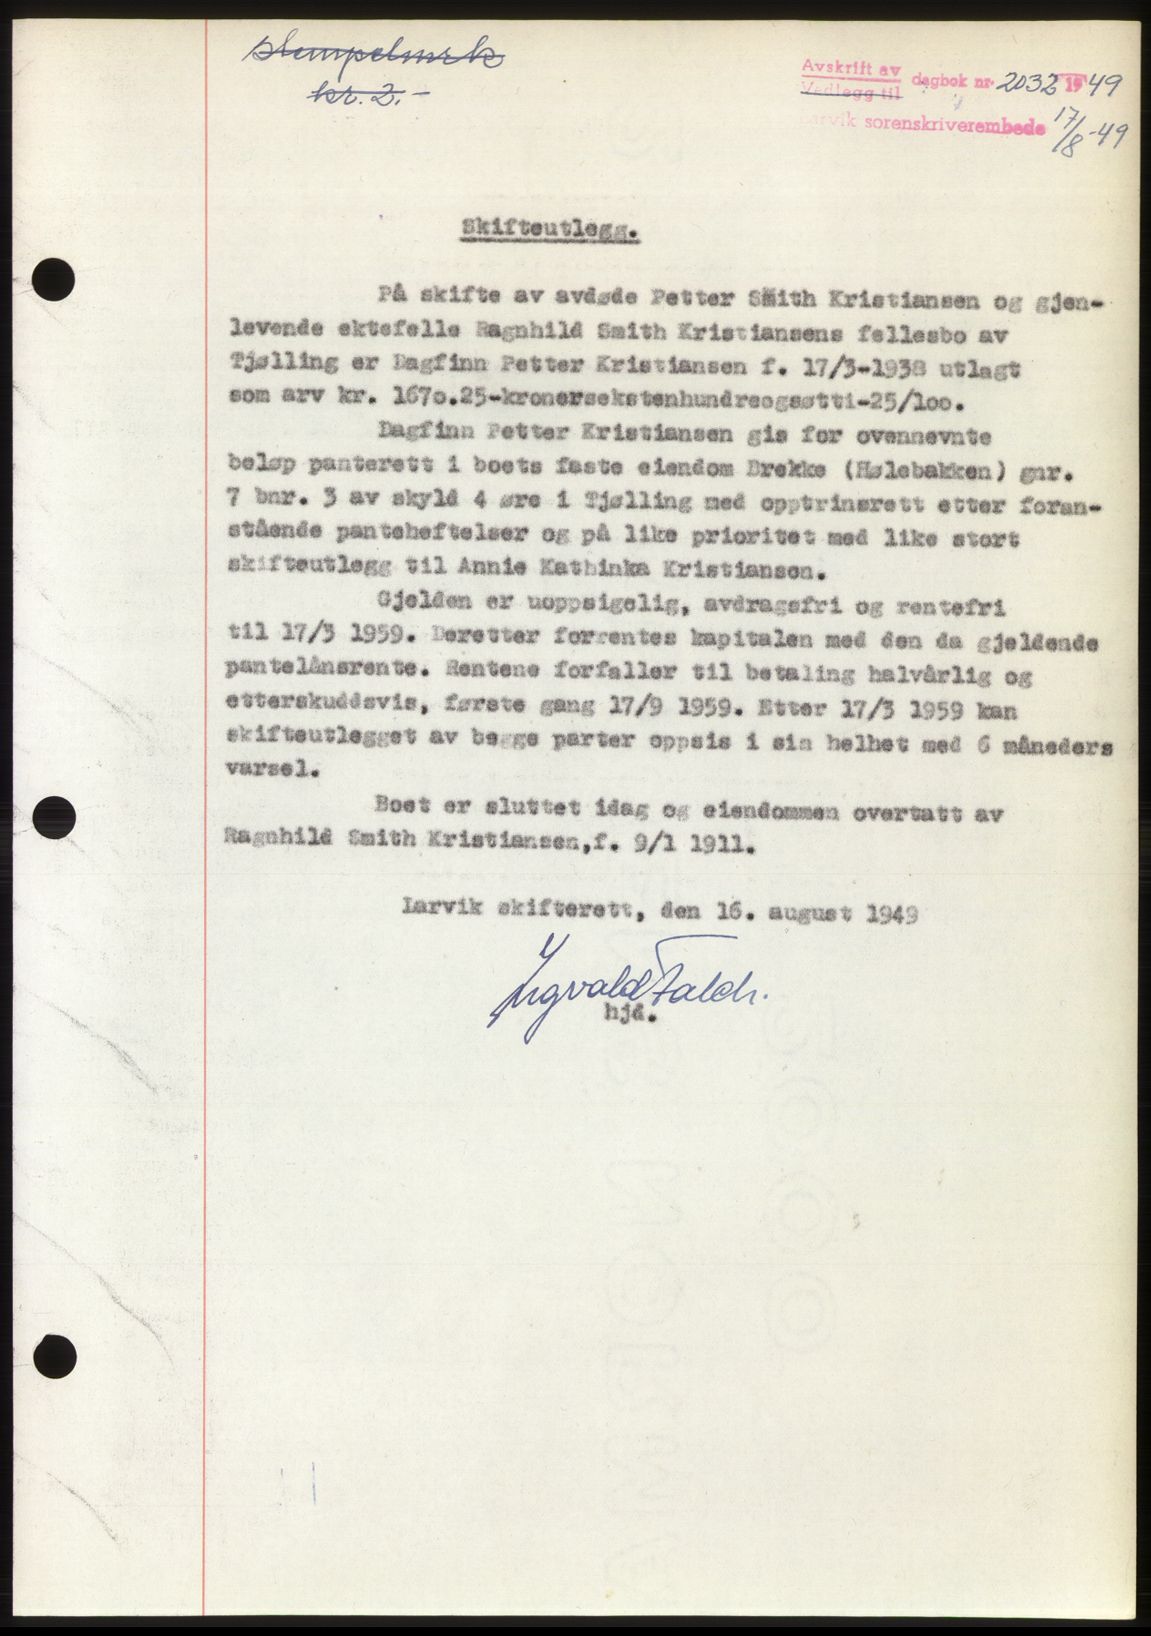 Stempelmrk
kr. 2.-
Avskrift av
Vedlegg til
dagbok nr. 2032 1949
Larvik sorenskriverembede 17/8-49
Skifteutlegg.
På skifte av avdøde Petter Smith Kristiansen og gjen-
levende ektefelle Ragnhild Smith Kristiansens fellesbo av
Tjølling er Dagfinn Petter Kristiansen f. 17/3-1938 utlagt
som arv kr. 1670.25-kronersekstenhundreogsøtti-25/100.
Dagfinn Petter Kristiansen gis for ovennevnte
beløp panterett i boets faste eiendom Brekke (Hølebakken) gnr.
7 bnr. 3 av skyld 4 øre i Tjølling med opptrinsrett etter foran-
stående panteheftelser og på like prioritet med like stort
skifteutlegg til Annie Kathinka Kristiansen.
Gjelden er uoppsigelig, avdragsfri og rentefri
til 17/3 1959. Deretter forrentes kapitalen med den da gjeldende
pantelånsrente. Rentene forfaller til betaling halvårlig og
etterskuddsvis, første gang 17/9 1959. Etter 17/3 1959 kan
skifteutlegget av begge parter oppsis i sin helhet med 6 måneders
varsel.
Boet er sluttet idag og eiendommen overtatt av
Ragnhild Smith Kristiansen,f. 9/1 1911.
Larvik skifterett, den 16. august 1949
Ingvald Falch.
hjd.